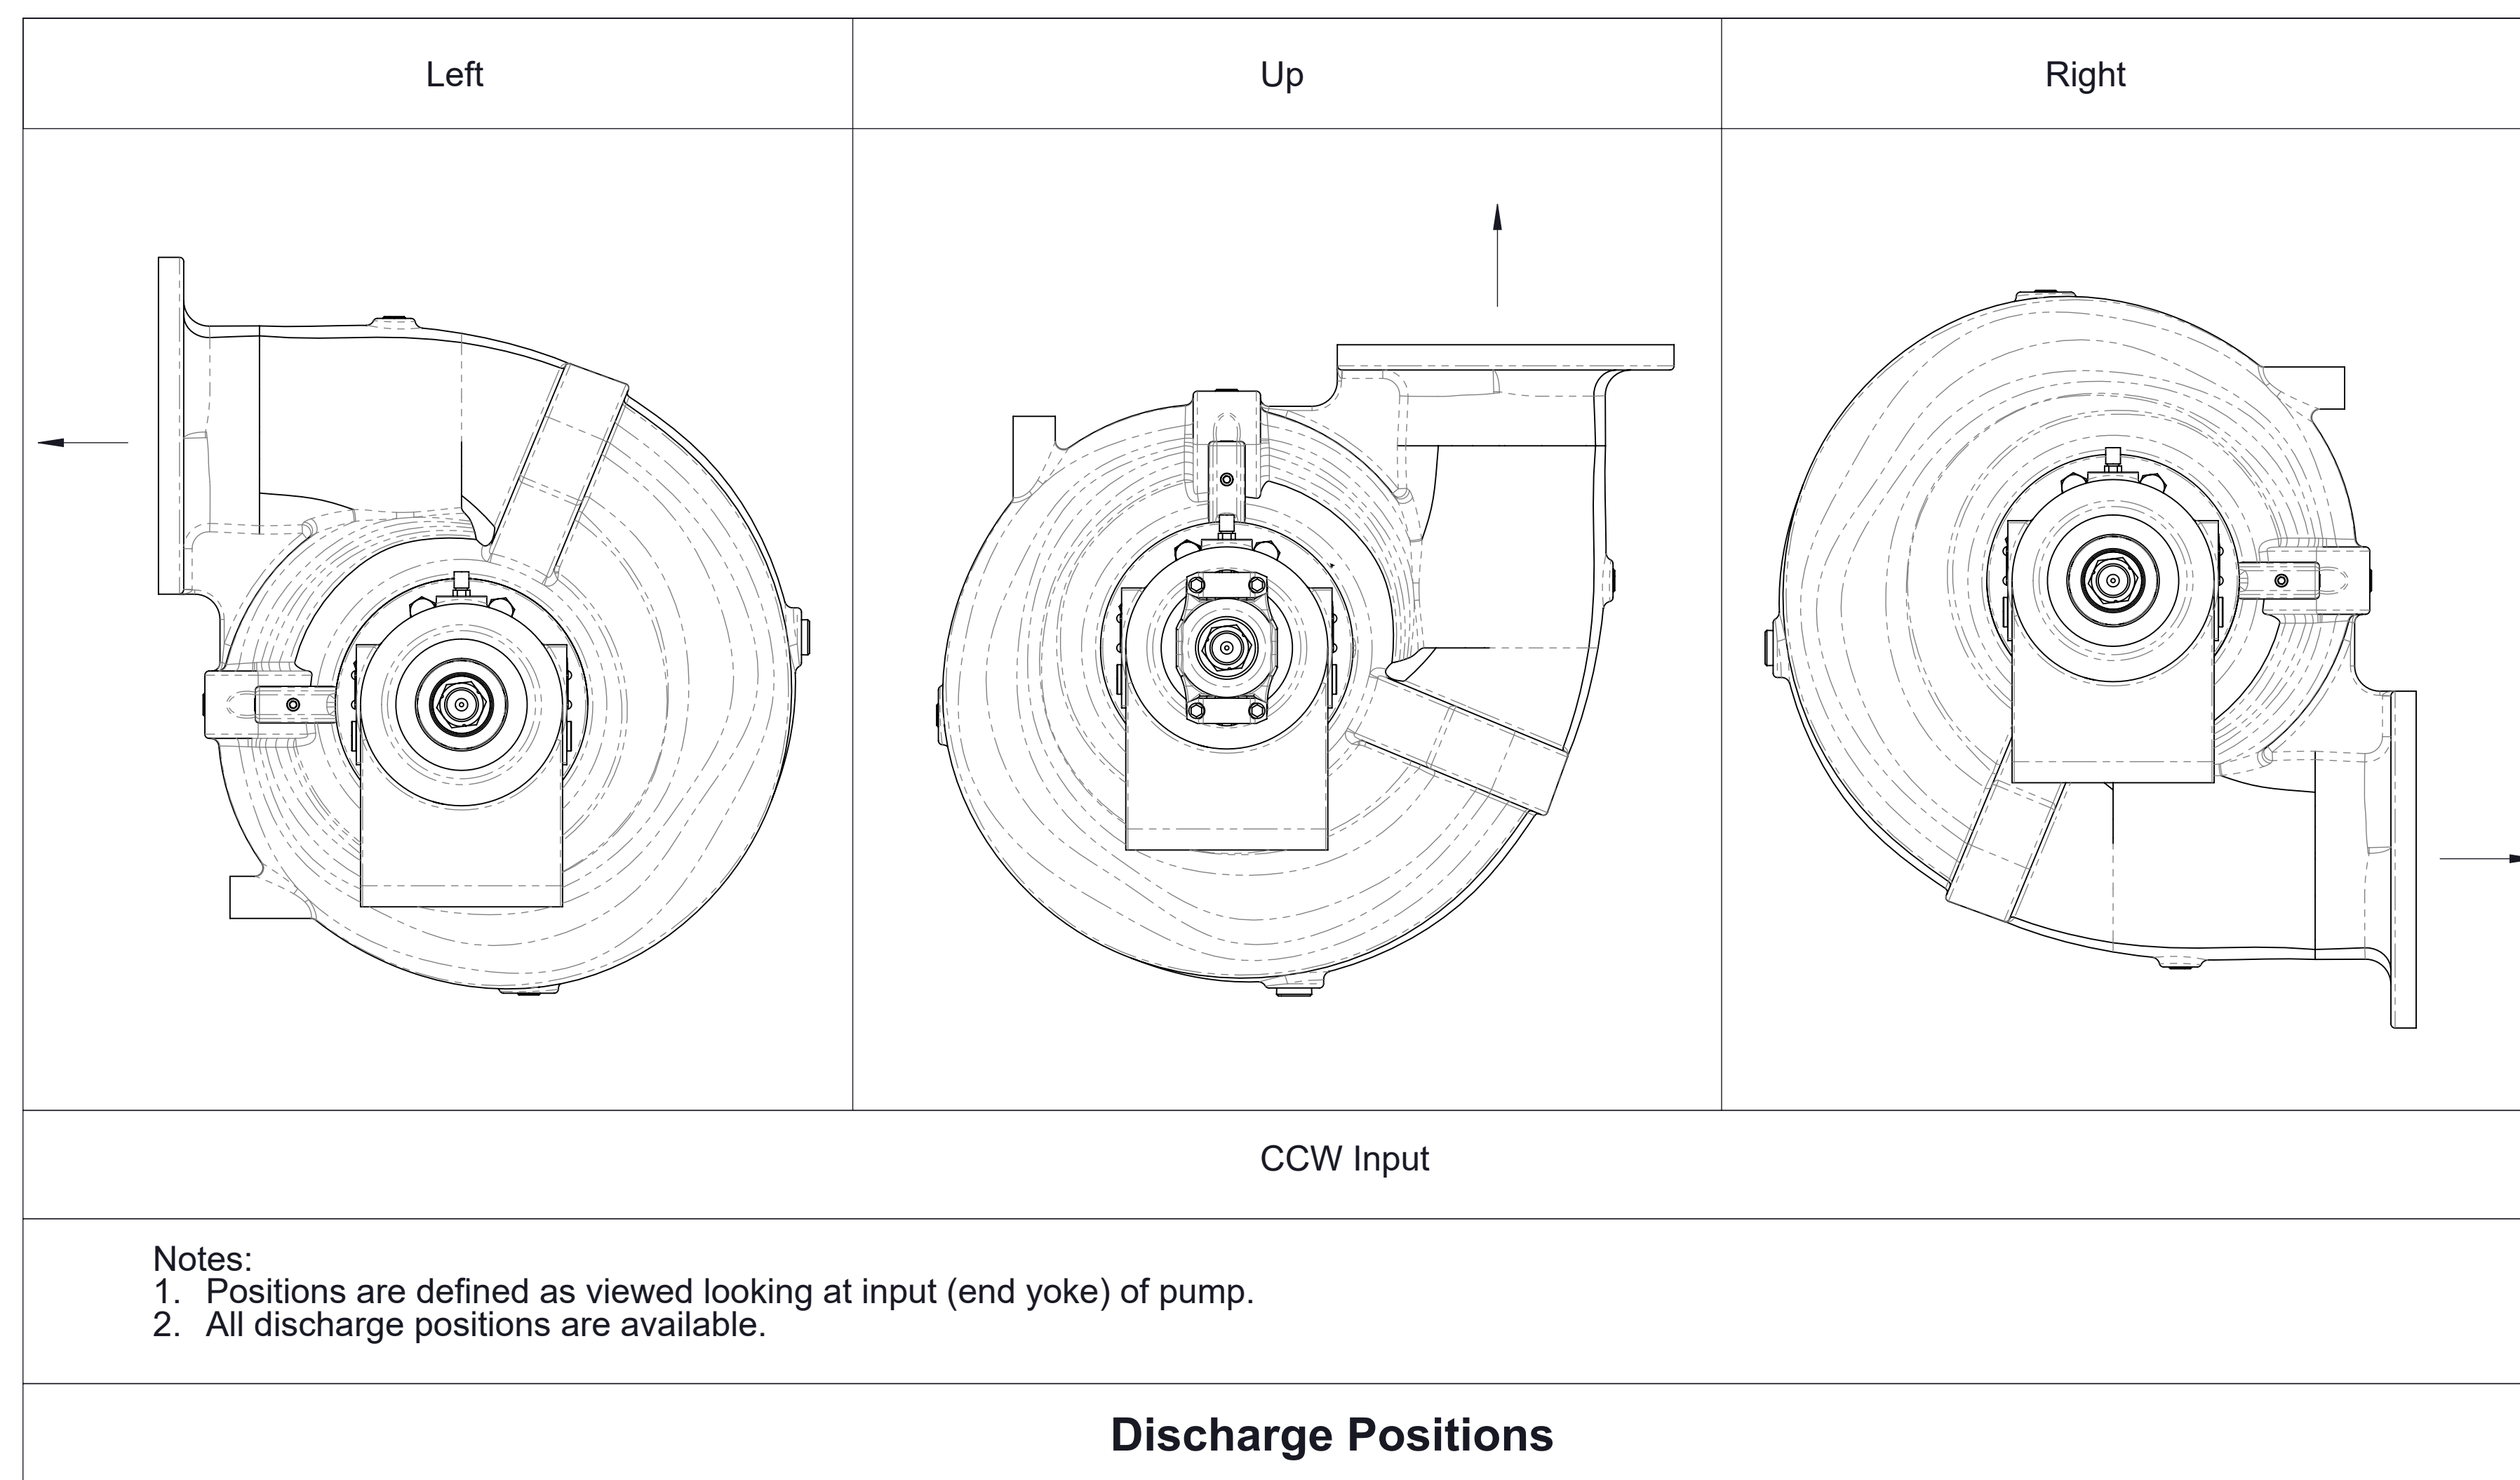 Left
Up
Right
CCW Input
Notes:
1. Positions are defined as viewed looking at input (end yoke) of pump.
2. All discharge positions are available.
Discharge Positions